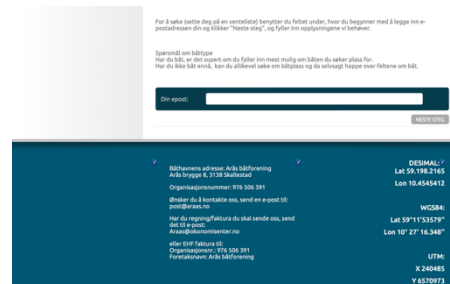 For å søke (sette deg på en venteliste) benytter du feltet under, hvor du begynner med å legge inn e-
postadressen din og klikker "Neste steg", og fyller inn opplysningene vi behøver.
Spørsmål om båttype
Har du båt, er det supert om du fyller inn mest mulig om båten du søker plass for.
Har du ikke båt ennå, kan du allikevel søke om båtplass og da selvsagt hoppe over feltene om båt.
Din epost:
NESTE STEG
Båthavnens adresse: Arås båtforening
Arås brygge 8, 3138 Skallestad
Organisasjonsnummer: 976 506 391
Ønsker du å kontakte oss, send en e-post til:
post@araas.no
Har du regning/faktura du skal sende oss, send
det til e-post:
Araas@okonomisenter.no
eller EHF faktura til:
Organisasjonsnr.: 976 506 391
Foretaksnavn: Arås båtforening
DESIMAL:
Lat 59.198.2165
Lon 10.4545412
WGS84:
Lat 59°11'53579"
Lon 10° 27' 16.348"
UTM:
X 240485
Y 6570973